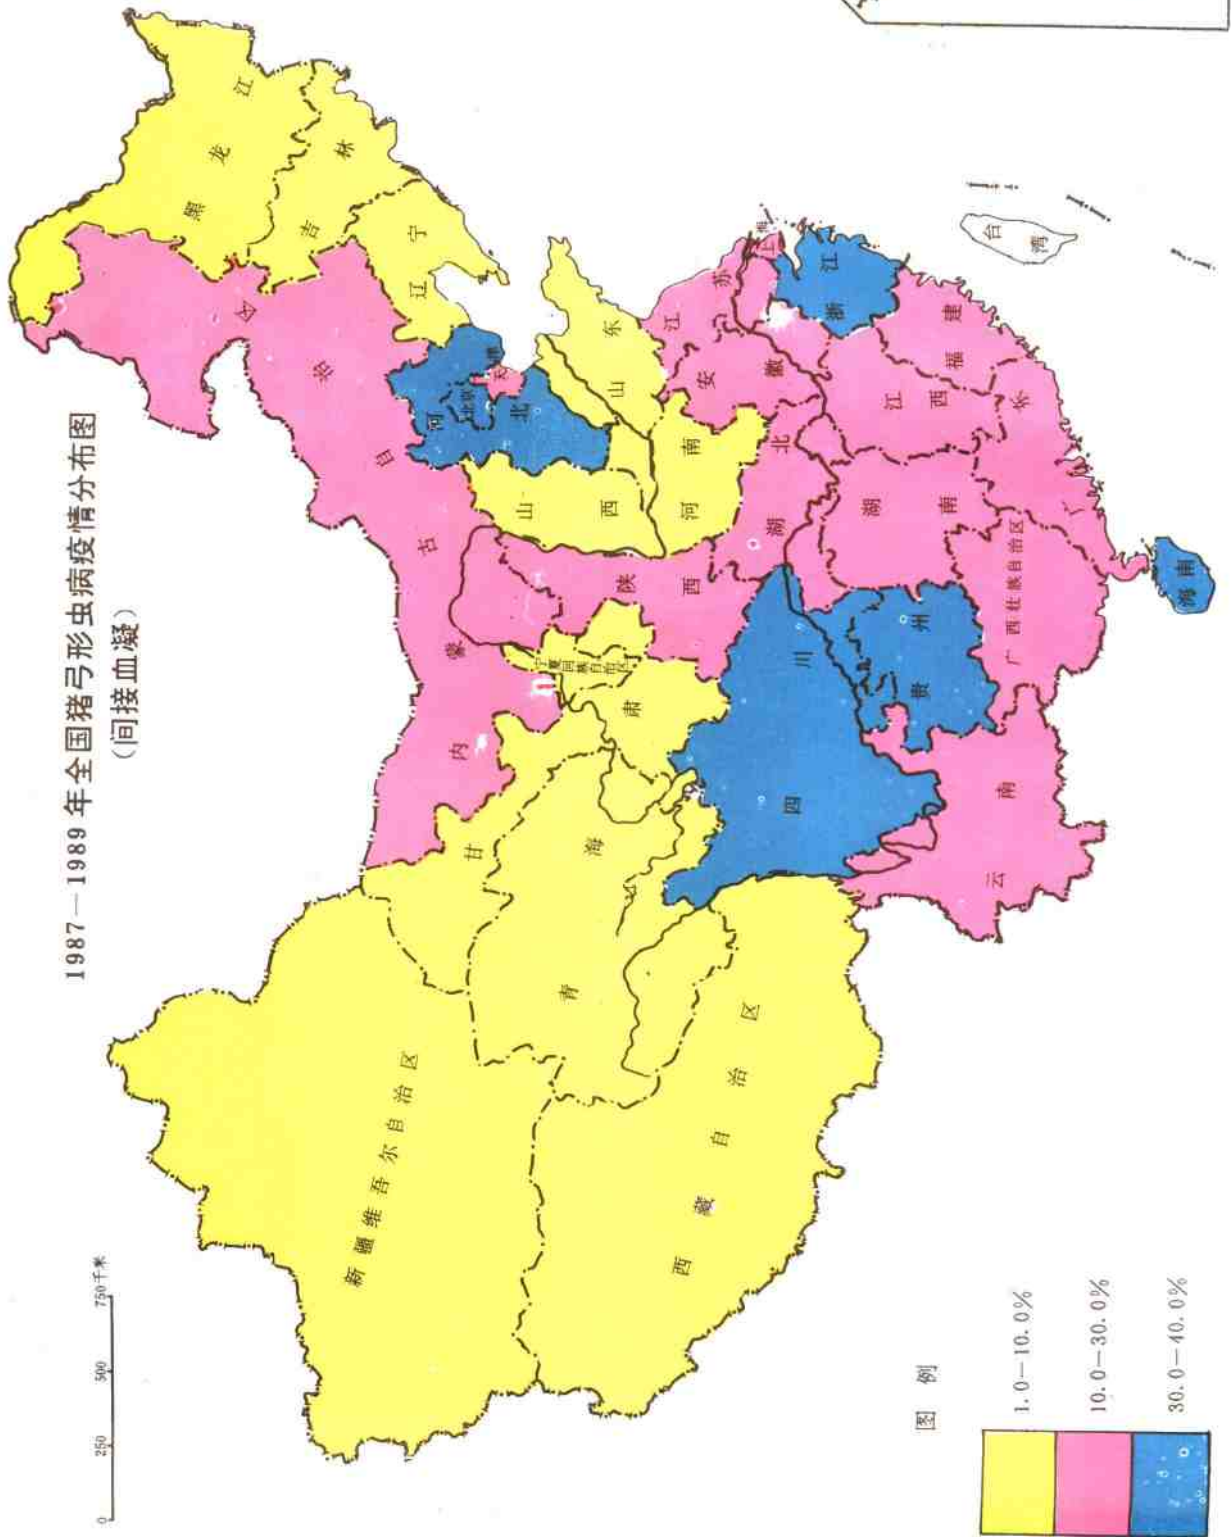 1987－1989年全国猪弓形虫病疫情分布图
（间接血凝）
0 250 500 750千米
黑龙江
吉林
辽宁
内蒙古自治区
新疆维吾尔自治区
甘肃
青海
宁夏回族自治区
西藏自治区
陕西
山西
河北
北京
天津
山东
河南
江苏
安徽
上海
浙江
湖北
湖南
江西
福建
四川
贵州
云南
广西壮族自治区
广东
海南
台湾
图 例
1.0－10.0%
10.0－30.0%
30.0－40.0%